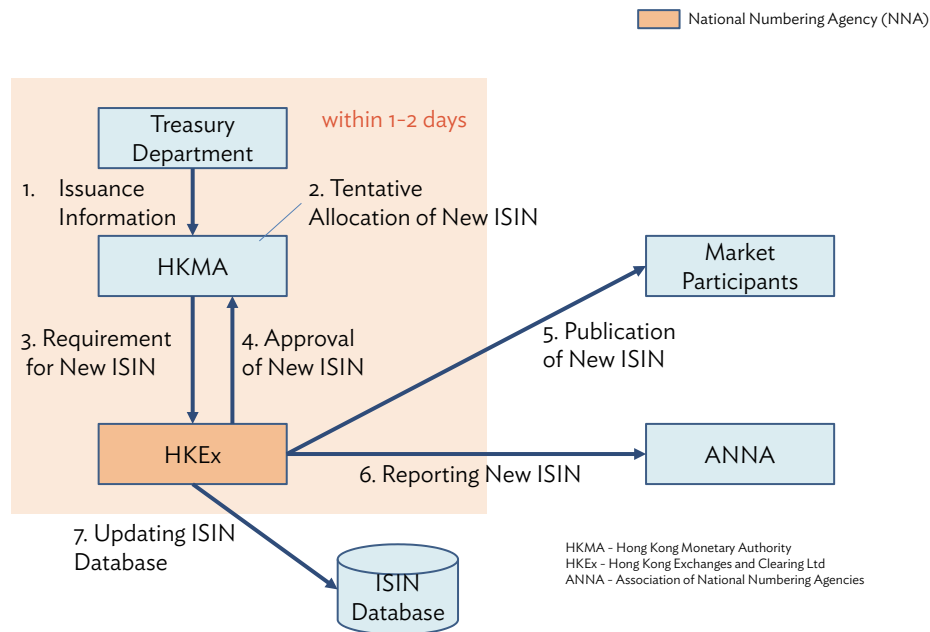 National Numbering Agency (NNA)
within 1-2 days
Treasury
Department
1. Issuance
Information
2. Tentative
Allocation of New ISIN
HKMA
Market
Participants
3. Requirement
for New ISIN
4. Approval
of New ISIN
5. Publication
of New ISIN
HKEx
ANNA
6. Reporting New ISIN
7. Updating ISIN
Database
ISIN
Database
HKMA – Hong Kong Monetary Authority
HKEx – Hong Kong Exchanges and Clearing Ltd
ANNA – Association of National Numbering Agencies